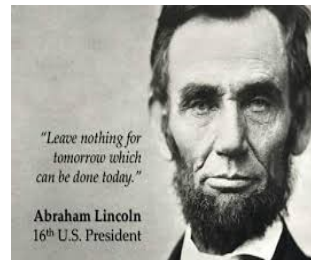 “Leave nothing for
tomorrow which
can be done today.”
Abraham Lincoln
16th U.S. President